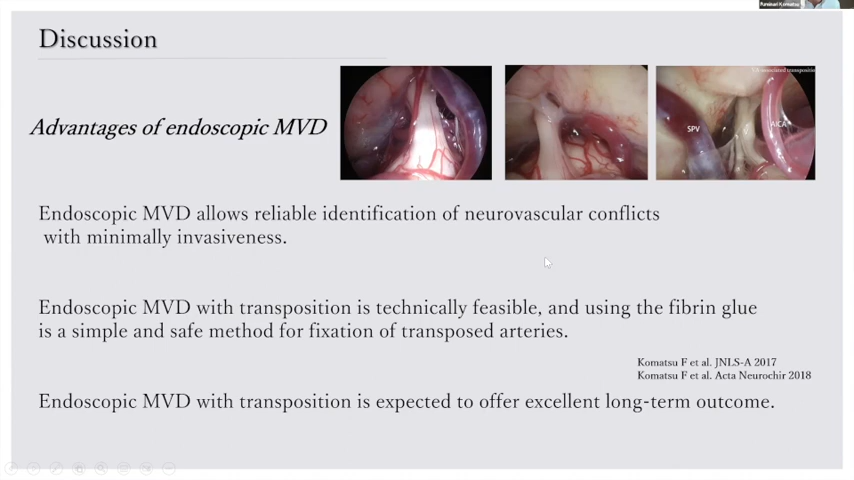 Fuminari Komatsu
Discussion
Advantages of endoscopic MVD
SPV
AICA
Endoscopic MVD allows reliable identification of neurovascular conflicts
with minimally invasiveness.
Endoscopic MVD with transposition is technically feasible, and using the fibrin glue
is a simple and safe method for fixation of transposed arteries.
Komatsu F et al. JNLS-A 2017
Komatsu F et al. Acta Neurochir 2018
Endoscopic MVD with transposition is expected to offer excellent long-term outcome.